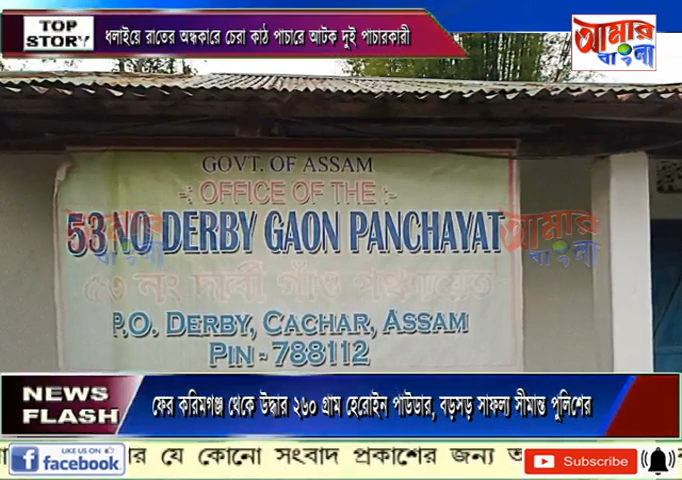 TOP
STORY
ধলাইয়ে রাতের অন্ধকারে চেরা কাঠ পাচারে আটক দুই পাচারকারী
আমার
বাংলা
GOVT. OF ASSAM
-: OFFICE OF THE :-
53 NO DERBY GAON PANCHAYAT
৫৩ নং দার্বী গাঁও পঞ্চায়েত
P.O. DERBY, CACHAR, ASSAM
PIN - 788112
আমার
বাংলা
আমার
বাংলা
NEWS
FLASH
ফের করিমগঞ্জ থেকে উদ্ধার ২৬০ গ্রাম হেরোইন পাউডার, বড়সড় সাফল্য সীমান্ত পুলিশের
LIKE US ON
facebook
র যে কোনো সংবাদ প্রকাশের জন্য
Subscribe